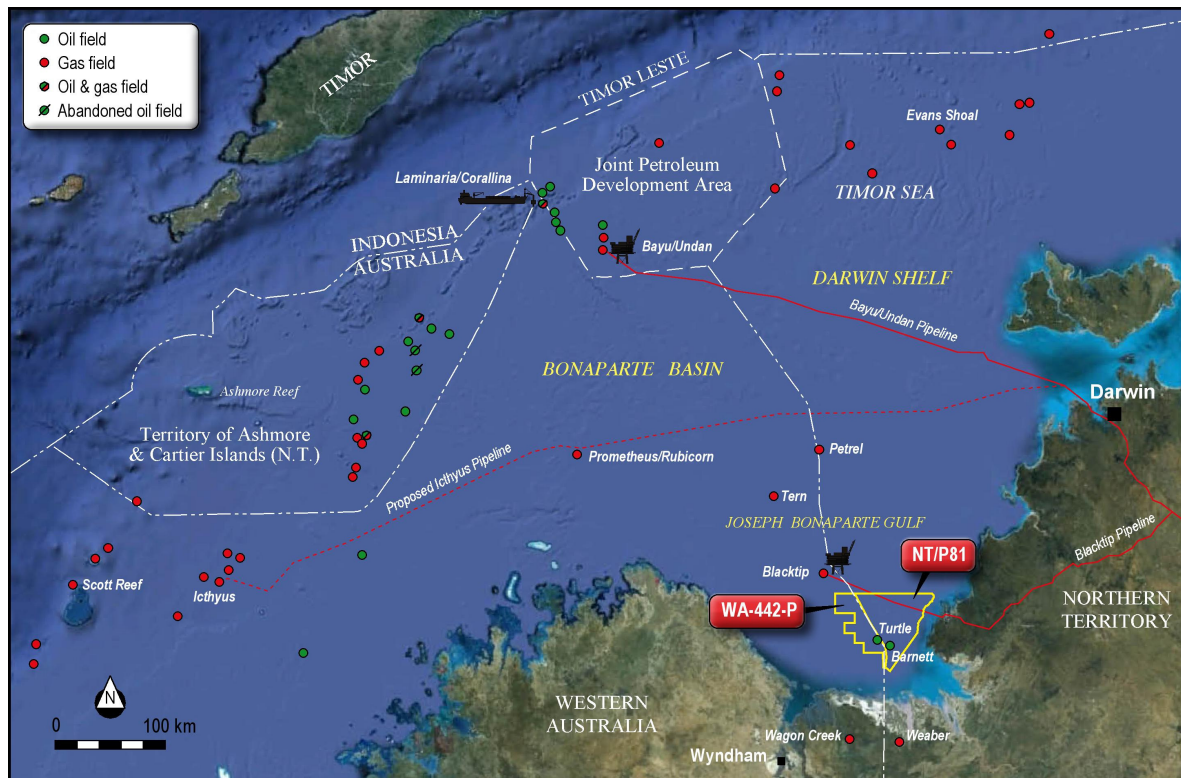 Oil field
Gas field
Oil & gas field
Abandoned oil field
TIMOR
TIMOR LESTE
Evans Shoal
Joint Petroleum
Development Area
Laminaria/Corallina
TIMOR SEA
INDONESIA
AUSTRALIA
Bayu/Undan
DARWIN SHELF
Bayu/Undan Pipeline
BONAPARTE BASIN
Ashmore Reef
Darwin
Territory of Ashmore
& Cartier Islands (N.T.)
Proposed Icthyus Pipeline
Prometheus/Rubicorn
Petrel
Tern
JOSEPH BONAPARTE GULF
Blacktip Pipeline
NT/P81
Blacktip
Scott Reef
Icthyus
WA-442-P
NORTHERN
TERRITORY
Turtle
Barnett
N
0 100 km
WESTERN
AUSTRALIA
Wagon Creek
Weaber
Wyndham